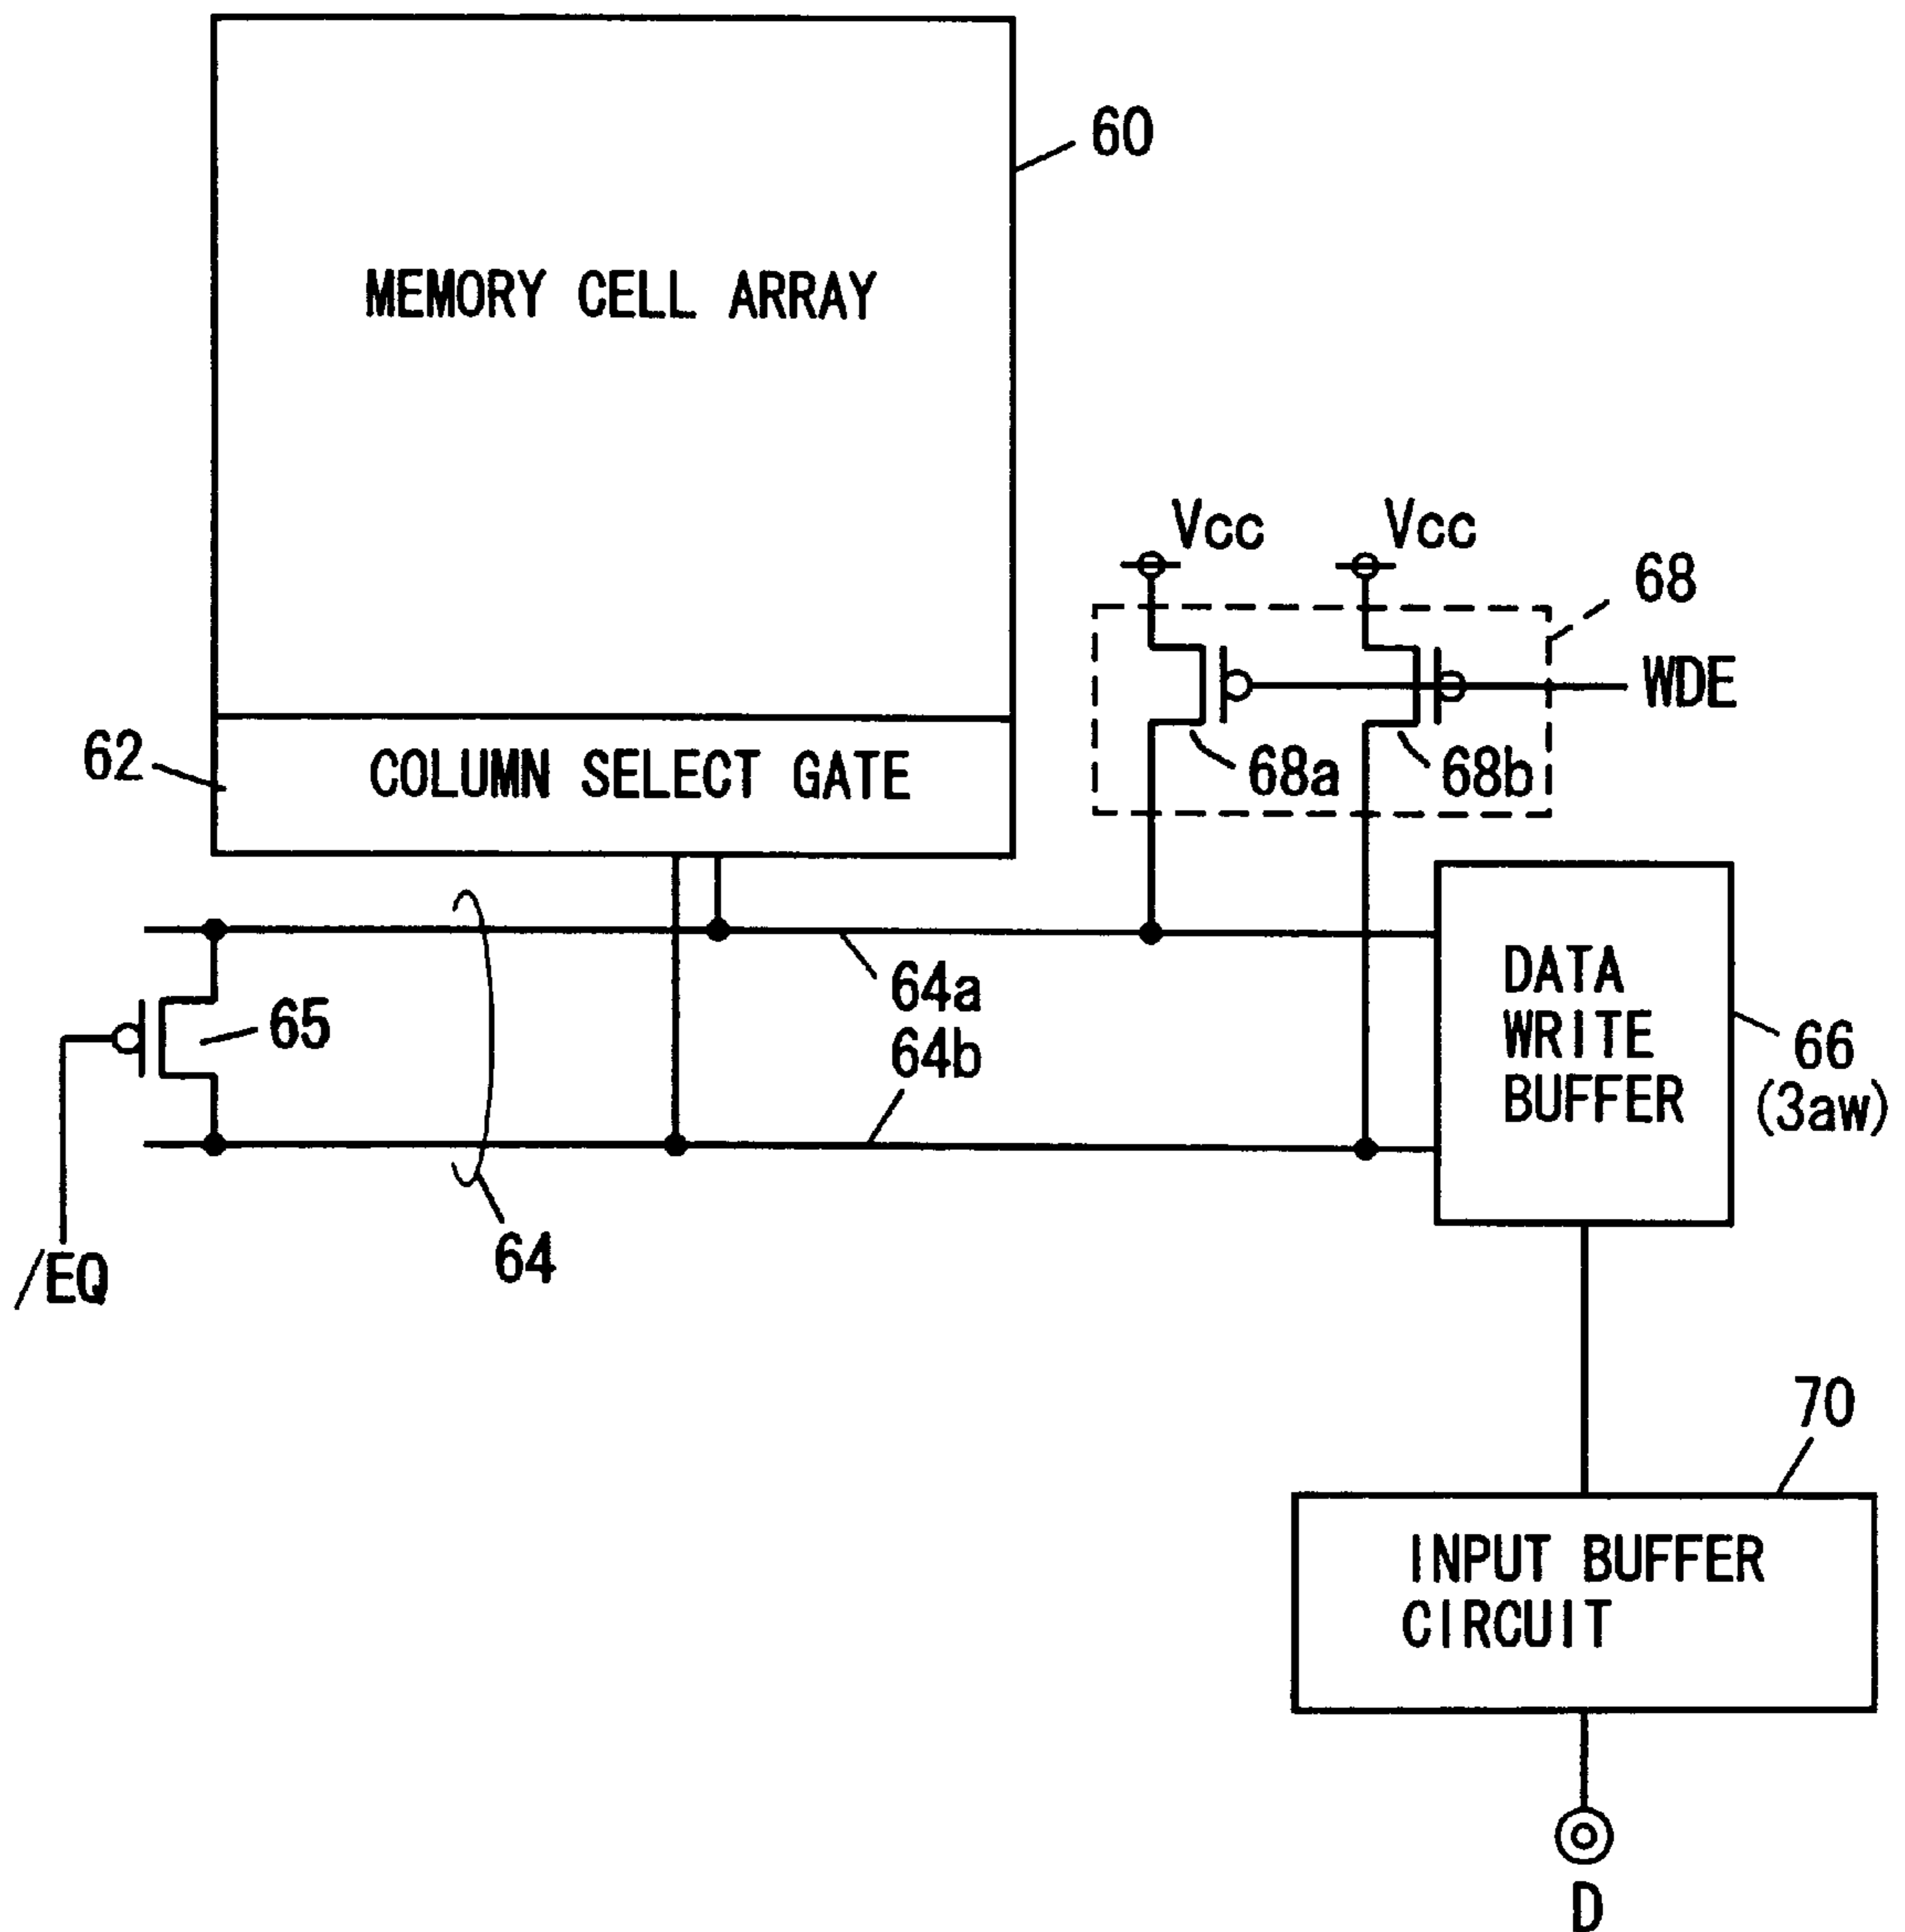 60
MEMORY CELL ARRAY
Vcc
Vcc
68
WDE
62
COLUMN SELECT GATE
68a
68b
64a
65
64b
DATA
WRITE
BUFFER
66
(3aw)
/EQ
64
70
INPUT BUFFER
CIRCUIT
D